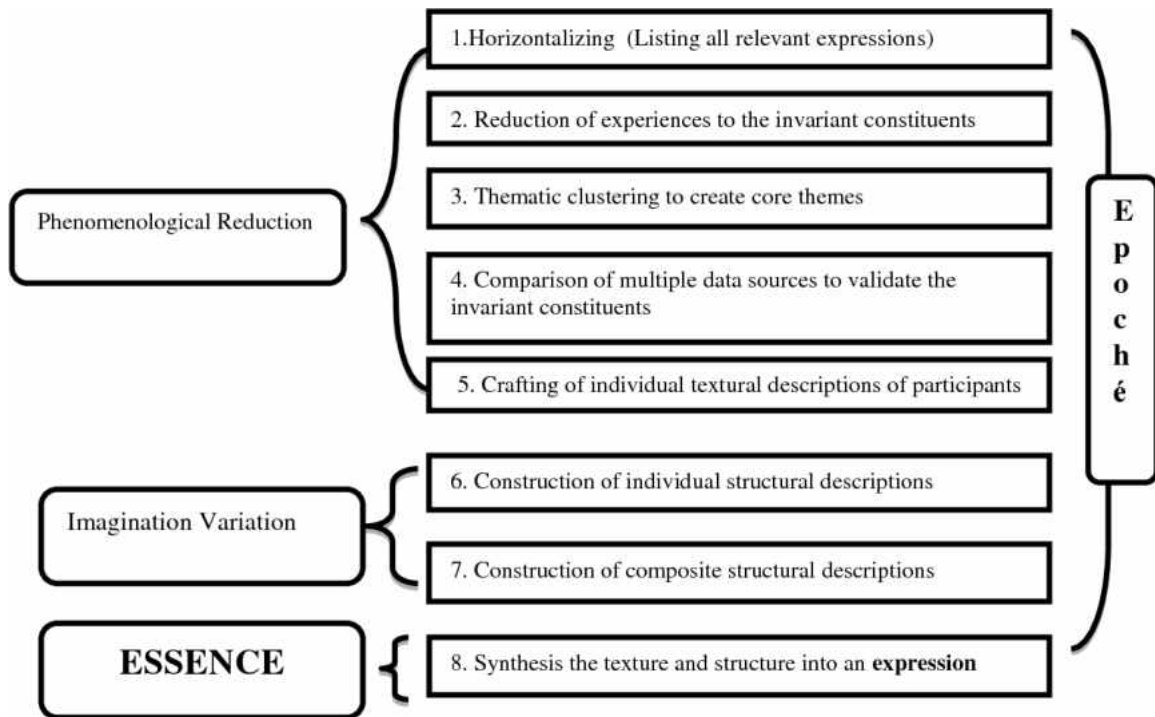 1.Horizontalizing (Listing all relevant expressions)
2. Reduction of experiences to the invariant constituents
3. Thematic clustering to create core themes
Phenomenological Reduction
4. Comparison of multiple data sources to validate the
invariant constituents
5. Crafting of individual textural descriptions of participants
Epoché
6. Construction of individual structural descriptions
Imagination Variation
7. Construction of composite structural descriptions
ESSENCE
8. Synthesis the texture and structure into an expression